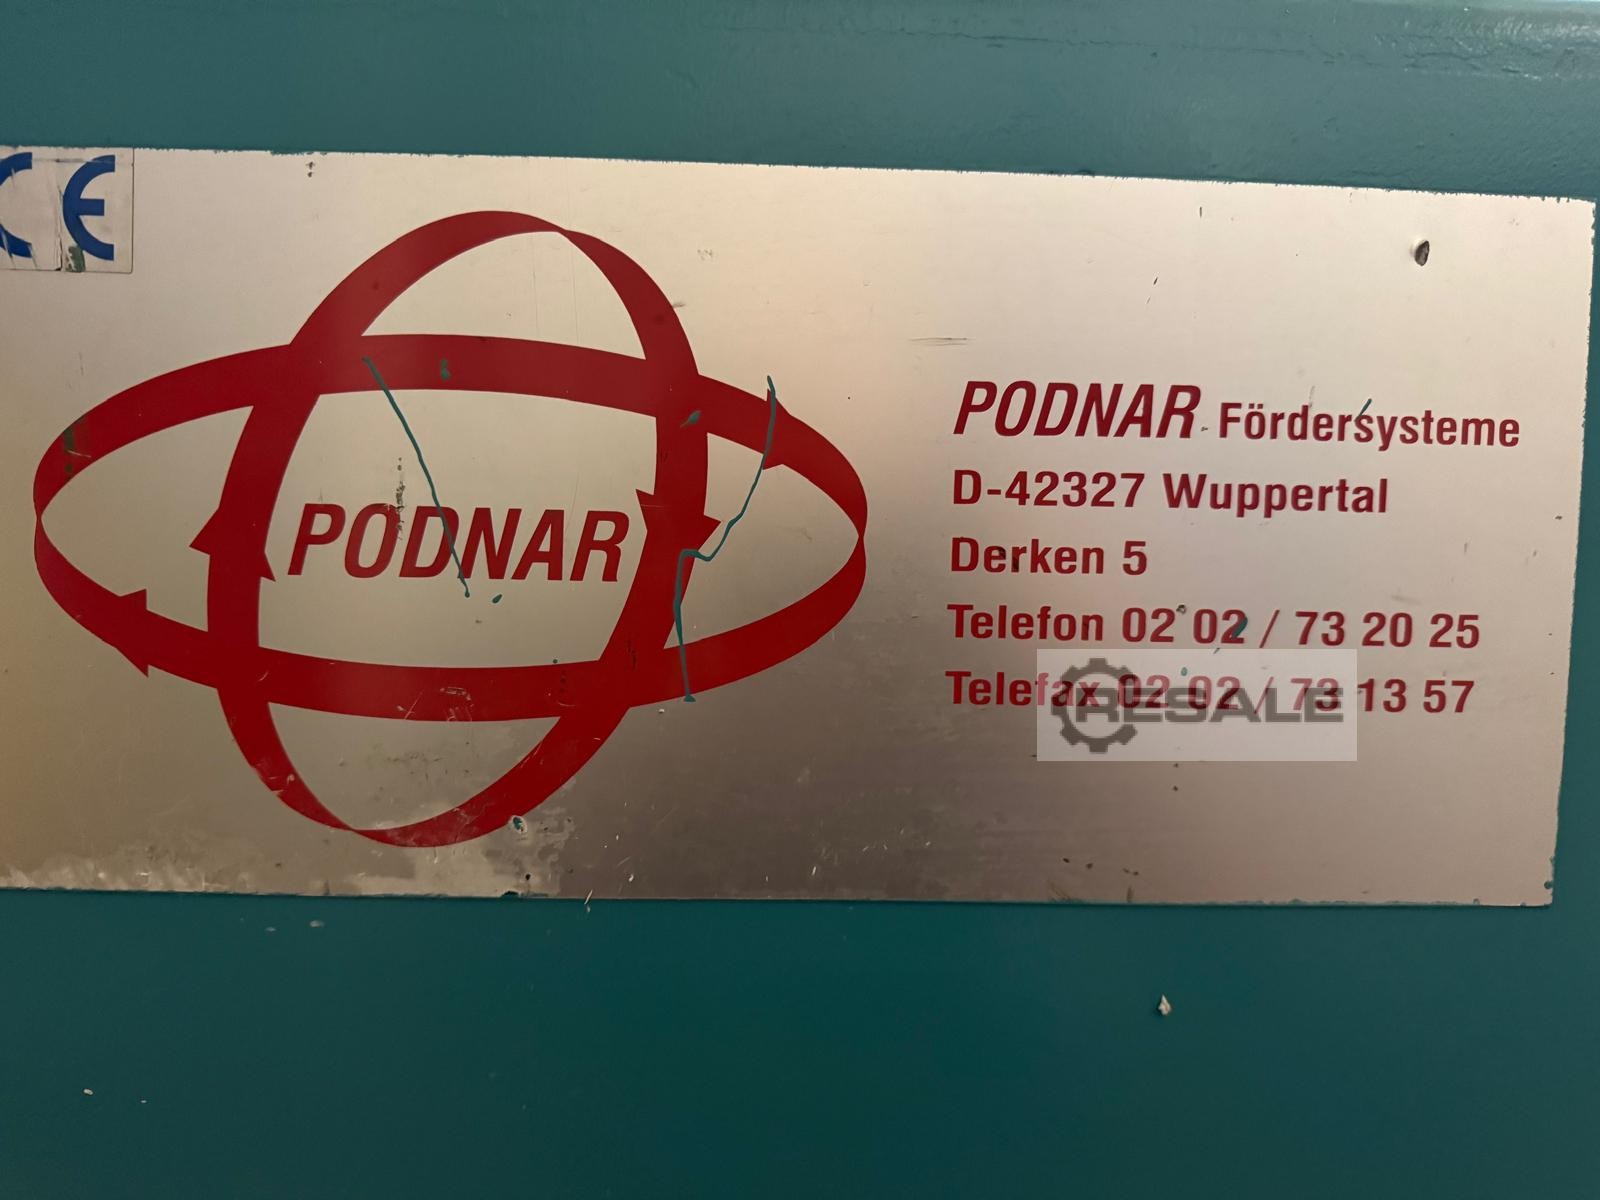 CE
PODNAR
PODNAR Fördersysteme
D-42327 Wuppertal
Derken 5
Telefon 02 02 / 73 20 25
Telefax 02 02 / 73 13 57
RESALE